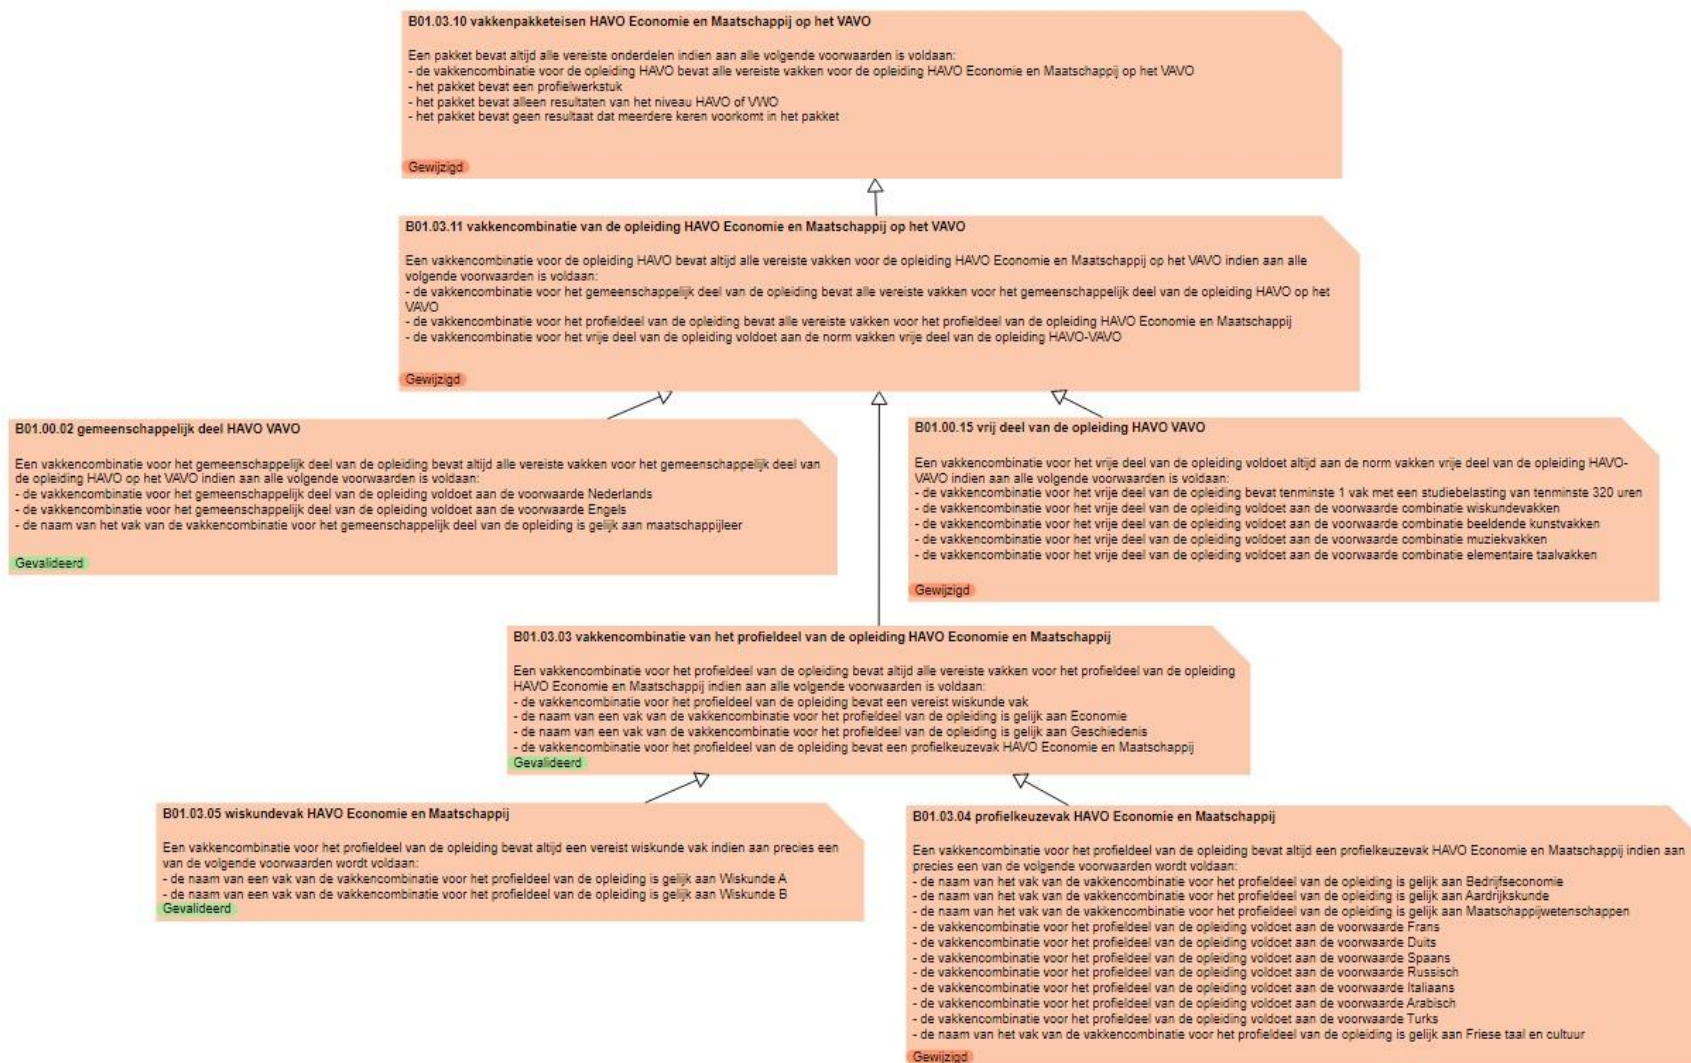 B01.03.10 vakkenpakketeisen HAVO Economie en Maatschappij op het VAVO
Een pakket bevat altijd alle vereiste onderdelen indien aan alle volgende voorwaarden is voldaan:
- de vakkencombinatie voor de opleiding HAVO bevat alle vereiste vakken voor de opleiding HAVO Economie en Maatschappij op het VAVO
- het pakket bevat een profielwerkstuk
- het pakket bevat alleen resultaten van het niveau HAVO of VWO
- het pakket bevat geen resultaat dat meerdere keren voorkomt in het pakket
Gewijzigd
B01.03.11 vakkencombinatie van de opleiding HAVO Economie en Maatschappij op het VAVO
Een vakkencombinatie voor de opleiding HAVO bevat altijd alle vereiste vakken voor de opleiding HAVO Economie en Maatschappij op het VAVO indien aan alle
volgende voorwaarden is voldaan:
- de vakkencombinatie voor het gemeenschappelijk deel van de opleiding bevat alle vereiste vakken voor het gemeenschappelijk deel van de opleiding HAVO op het
VAVO
- de vakkencombinatie voor het profieldeel van de opleiding bevat alle vereiste vakken voor het profieldeel van de opleiding HAVO Economie en Maatschappij
- de vakkencombinatie voor het vrije deel van de opleiding voldoet aan de norm vakken vrije deel van de opleiding HAVO-VAVO
Gewijzigd
B01.00.02 gemeenschappelijk deel HAVO VAVO
Een vakkencombinatie voor het gemeenschappelijk deel van de opleiding bevat altijd alle vereiste vakken voor het gemeenschappelijk deel van
de opleiding HAVO op het VAVO indien aan alle volgende voorwaarden is voldaan:
- de vakkencombinatie voor het gemeenschappelijk deel van de opleiding voldoet aan de voorwaarde Nederlands
- de vakkencombinatie voor het gemeenschappelijk deel van de opleiding voldoet aan de voorwaarde Engels
- de naam van het vak van de vakkencombinatie voor het gemeenschappelijk deel van de opleiding is gelijk aan maatschappijleer
Gevalideerd
B01.00.15 vrij deel van de opleiding HAVO VAVO
Een vakkencombinatie voor het vrije deel van de opleiding voldoet altijd aan de norm vakken vrije deel van de opleiding HAVO-
VAVO indien aan alle volgende voorwaarden is voldaan:
- de vakkencombinatie voor het vrije deel van de opleiding bevat tenminste 1 vak met een studiebelasting van tenminste 320 uren
- de vakkencombinatie voor het vrije deel van de opleiding voldoet aan de voorwaarde combinatie wiskundevakken
- de vakkencombinatie voor het vrije deel van de opleiding voldoet aan de voorwaarde combinatie beeldende kunstvakken
- de vakkencombinatie voor het vrije deel van de opleiding voldoet aan de voorwaarde combinatie muziekvakken
- de vakkencombinatie voor het vrije deel van de opleiding voldoet aan de voorwaarde combinatie elementaire taalvakken
Gewijzigd
B01.03.03 vakkencombinatie van het profieldeel van de opleiding HAVO Economie en Maatschappij
Een vakkencombinatie voor het profieldeel van de opleiding bevat altijd alle vereiste vakken voor het profieldeel van de opleiding
HAVO Economie en Maatschappij indien aan alle volgende voorwaarden is voldaan:
- de vakkencombinatie voor het profieldeel van de opleiding bevat een vereist wiskunde vak
- de naam van een vak van de vakkencombinatie voor het profieldeel van de opleiding is gelijk aan Economie
- de naam van een vak van de vakkencombinatie voor het profieldeel van de opleiding is gelijk aan Geschiedenis
- de vakkencombinatie voor het profieldeel van de opleiding bevat een profielkeuzevak HAVO Economie en Maatschappij
Gevalideerd
B01.03.05 wiskundevak HAVO Economie en Maatschappij
Een vakkencombinatie voor het profieldeel van de opleiding bevat altijd een vereist wiskunde vak indien aan precies een
van de volgende voorwaarden wordt voldaan:
- de naam van een vak van de vakkencombinatie voor het profieldeel van de opleiding is gelijk aan Wiskunde A
- de naam van een vak van de vakkencombinatie voor het profieldeel van de opleiding is gelijk aan Wiskunde B
Gevalideerd
B01.03.04 profielkeuzevak HAVO Economie en Maatschappij
Een vakkencombinatie voor het profieldeel van de opleiding bevat altijd een profielkeuzevak HAVO Economie en Maatschappij indien aan
precies een van de volgende voorwaarden wordt voldaan:
- de naam van het vak van de vakkencombinatie voor het profieldeel van de opleiding is gelijk aan Bedrijfseconomie
- de naam van het vak van de vakkencombinatie voor het profieldeel van de opleiding is gelijk aan Aardrijkskunde
- de naam van het vak van de vakkencombinatie voor het profieldeel van de opleiding is gelijk aan Maatschappijwetenschappen
- de vakkencombinatie voor het profieldeel van de opleiding voldoet aan de voorwaarde Frans
- de vakkencombinatie voor het profieldeel van de opleiding voldoet aan de voorwaarde Duits
- de vakkencombinatie voor het profieldeel van de opleiding voldoet aan de voorwaarde Spaans
- de vakkencombinatie voor het profieldeel van de opleiding voldoet aan de voorwaarde Russisch
- de vakkencombinatie voor het profieldeel van de opleiding voldoet aan de voorwaarde Italiaans
- de vakkencombinatie voor het profieldeel van de opleiding voldoet aan de voorwaarde Arabisch
- de vakkencombinatie voor het profieldeel van de opleiding voldoet aan de voorwaarde Turks
- de naam van het vak van de vakkencombinatie voor het profieldeel van de opleiding is gelijk aan Friese taal en cultuur
Gewijzigd